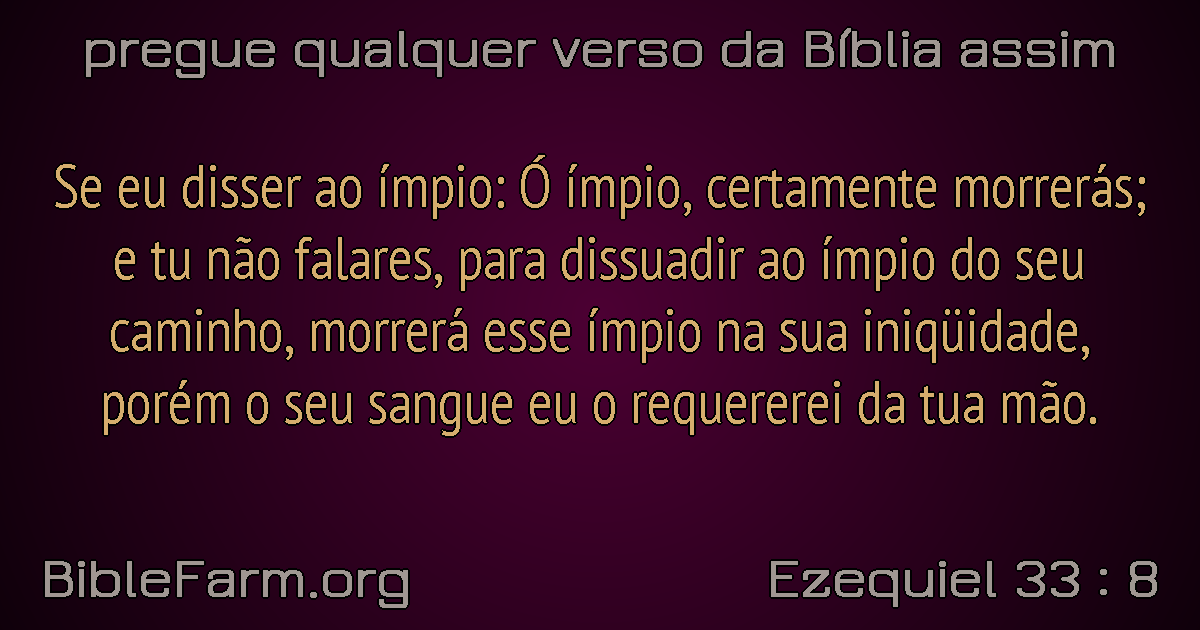 pregue qualquer verso da Bíblia assim
Se eu disser ao ímpio: Ó ímpio, certamente morrerás;
e tu não falares, para dissuadir ao ímpio do seu
caminho, morrerá esse ímpio na sua iniqüidade,
porém o seu sangue eu o requererei da tua mão.
BibleFarm.org
Ezequiel 33 : 8